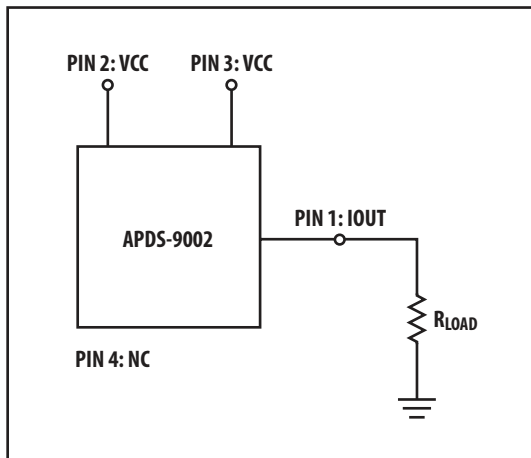 PIN 2: VCC
PIN 3: VCC
APDS-9002
PIN 1: IOUT
RLOAD
PIN 4: NC